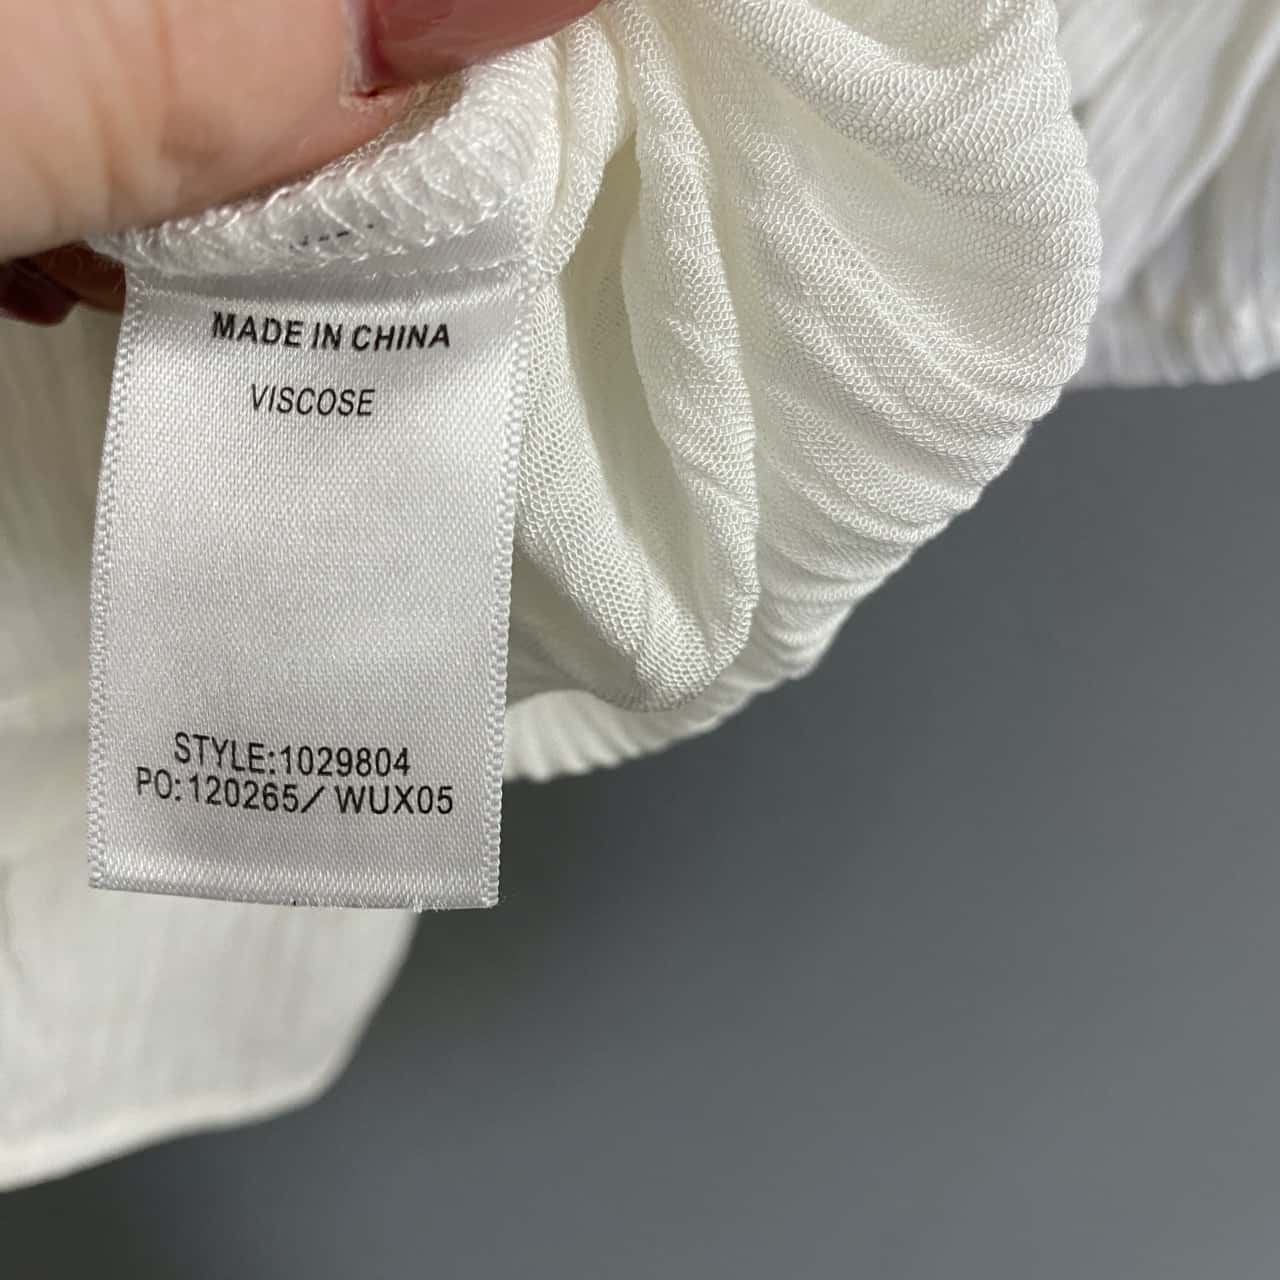 MADE IN CHINA
VISCOSE
STYLE:1029804
PO:120265/ WUX05